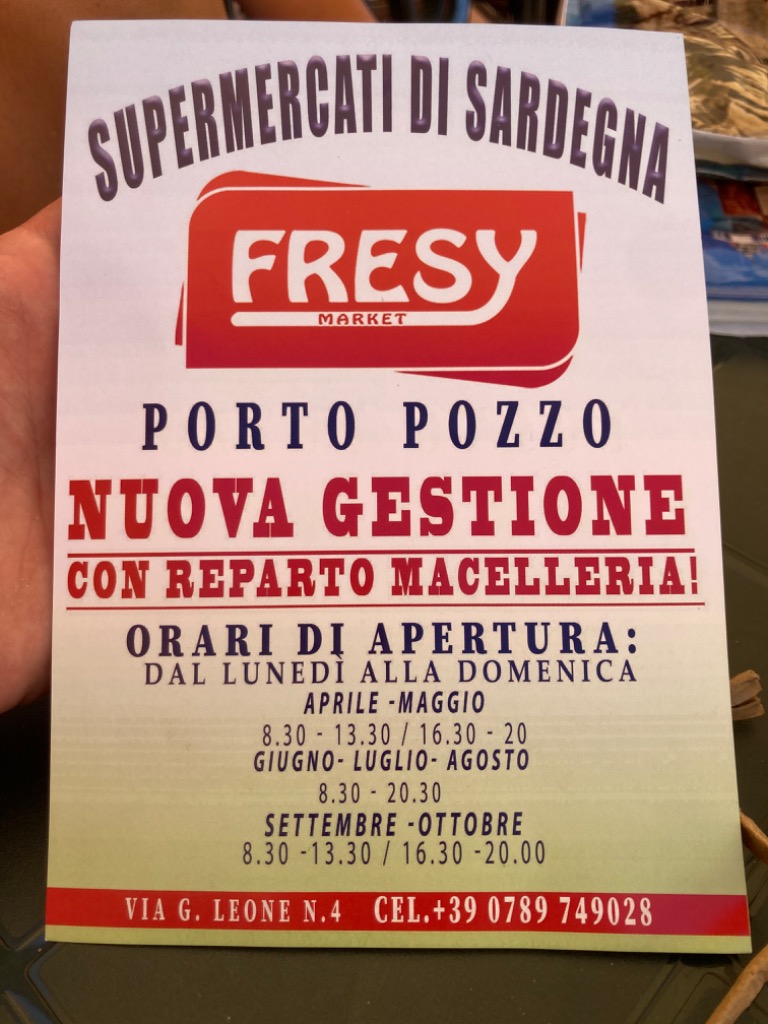 SUPERMERCATI DI SARDEGNA
FRESY
MARKET
PORTO POZZO
NUOVA GESTIONE
CON REPARTO MACELLERIA!
ORARI DI APERTURA:
DAL LUNEDÌ ALLA DOMENICA
APRILE -MAGGIO
8.30 - 13.30 / 16.30 - 20
GIUGNO- LUGLIO- AGOSTO
8.30 - 20.30
SETTEMBRE -OTTOBRE
8.30 -13.30 / 16.30 -20.00
VIA G. LEONE N.4 CEL.+39 0789 749028